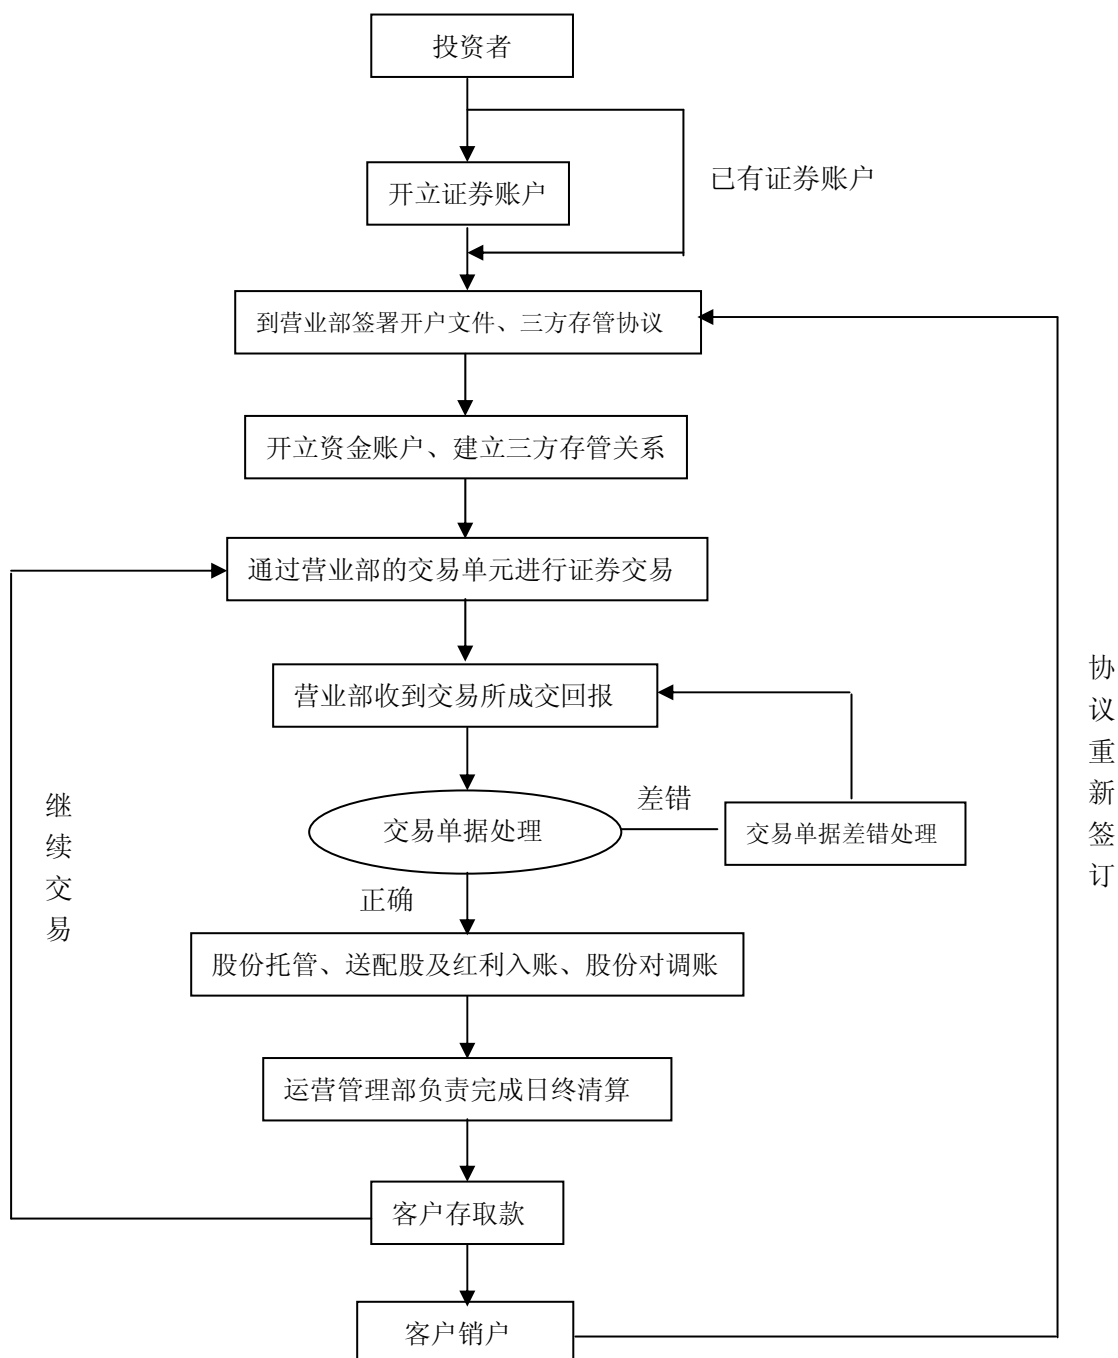 投资者
已有证券账户
开立证券账户
到营业部签署开户文件、三方存管协议
开立资金账户、建立三方存管关系
通过营业部的交易单元进行证券交易
营业部收到交易所成交回报
协议重新签订
继续交易
差错
交易单据处理
交易单据差错处理
正确
股份托管、送配股及红利入账、股份对调账
运营管理部负责完成日终清算
客户存取款
客户销户